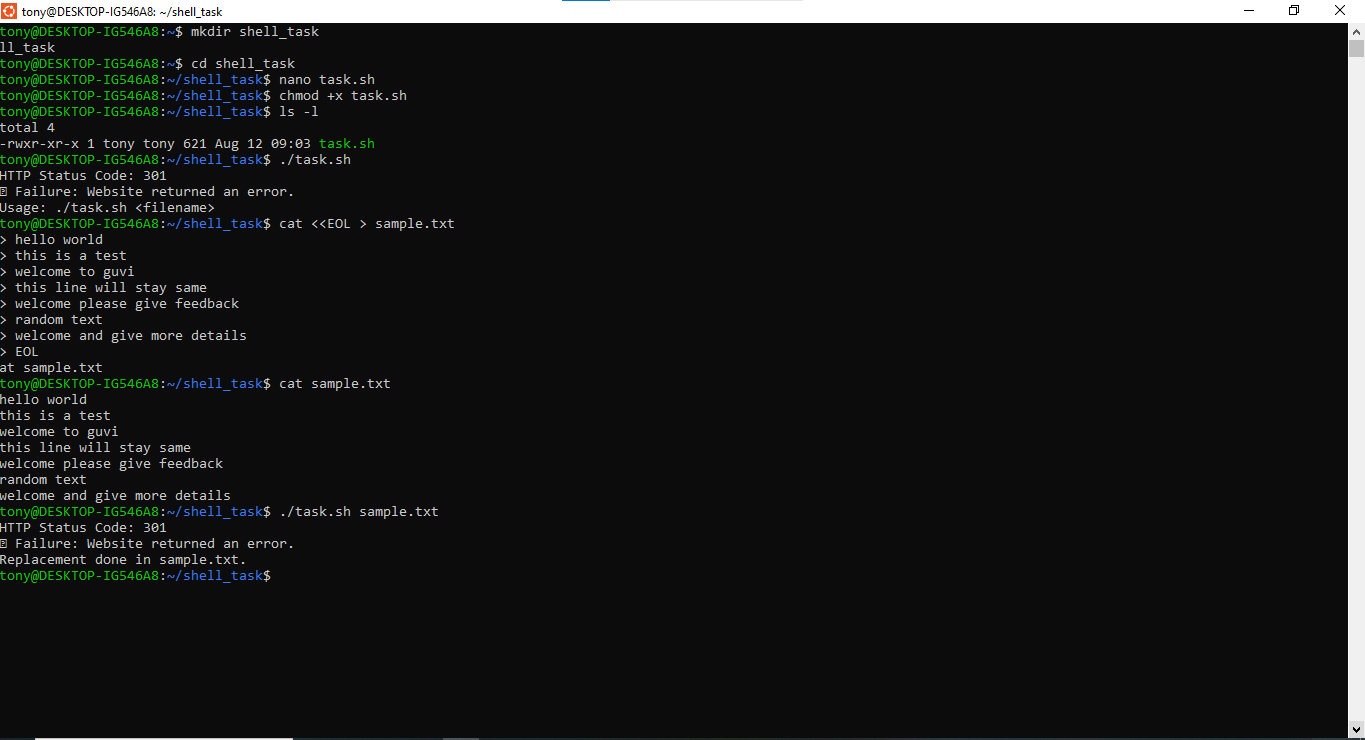 tony@DESKTOP-IG546A8: ~/shell_task
tony@DESKTOP-IG546A8:~$ mkdir shell_task
ll_task
tony@DESKTOP-IG546A8:~$ cd shell_task
tony@DESKTOP-IG546A8:~/shell_task$ nano task.sh
tony@DESKTOP-IG546A8:~/shell_task$ chmod +x task.sh
tony@DESKTOP-IG546A8:~/shell_task$ ls -l
total 4
-rwxr-xr-x 1 tony tony 621 Aug 12 09:03 task.sh
tony@DESKTOP-IG546A8:~/shell_task$ ./task.sh
HTTP Status Code: 301
Failure: Website returned an error.
Usage: ./task.sh <filename>
tony@DESKTOP-IG546A8:~/shell_task$ cat <<EOL > sample.txt
> hello world
> this is a test
> welcome to guvi
> this line will stay same
> welcome please give feedback
> random text
> welcome and give more details
> EOL
at sample.txt
tony@DESKTOP-IG546A8:~/shell_task$ cat sample.txt
hello world
this is a test
welcome to guvi
this line will stay same
welcome please give feedback
random text
welcome and give more details
tony@DESKTOP-IG546A8:~/shell_task$ ./task.sh sample.txt
HTTP Status Code: 301
Failure: Website returned an error.
Replacement done in sample.txt.
tony@DESKTOP-IG546A8:~/shell_task$